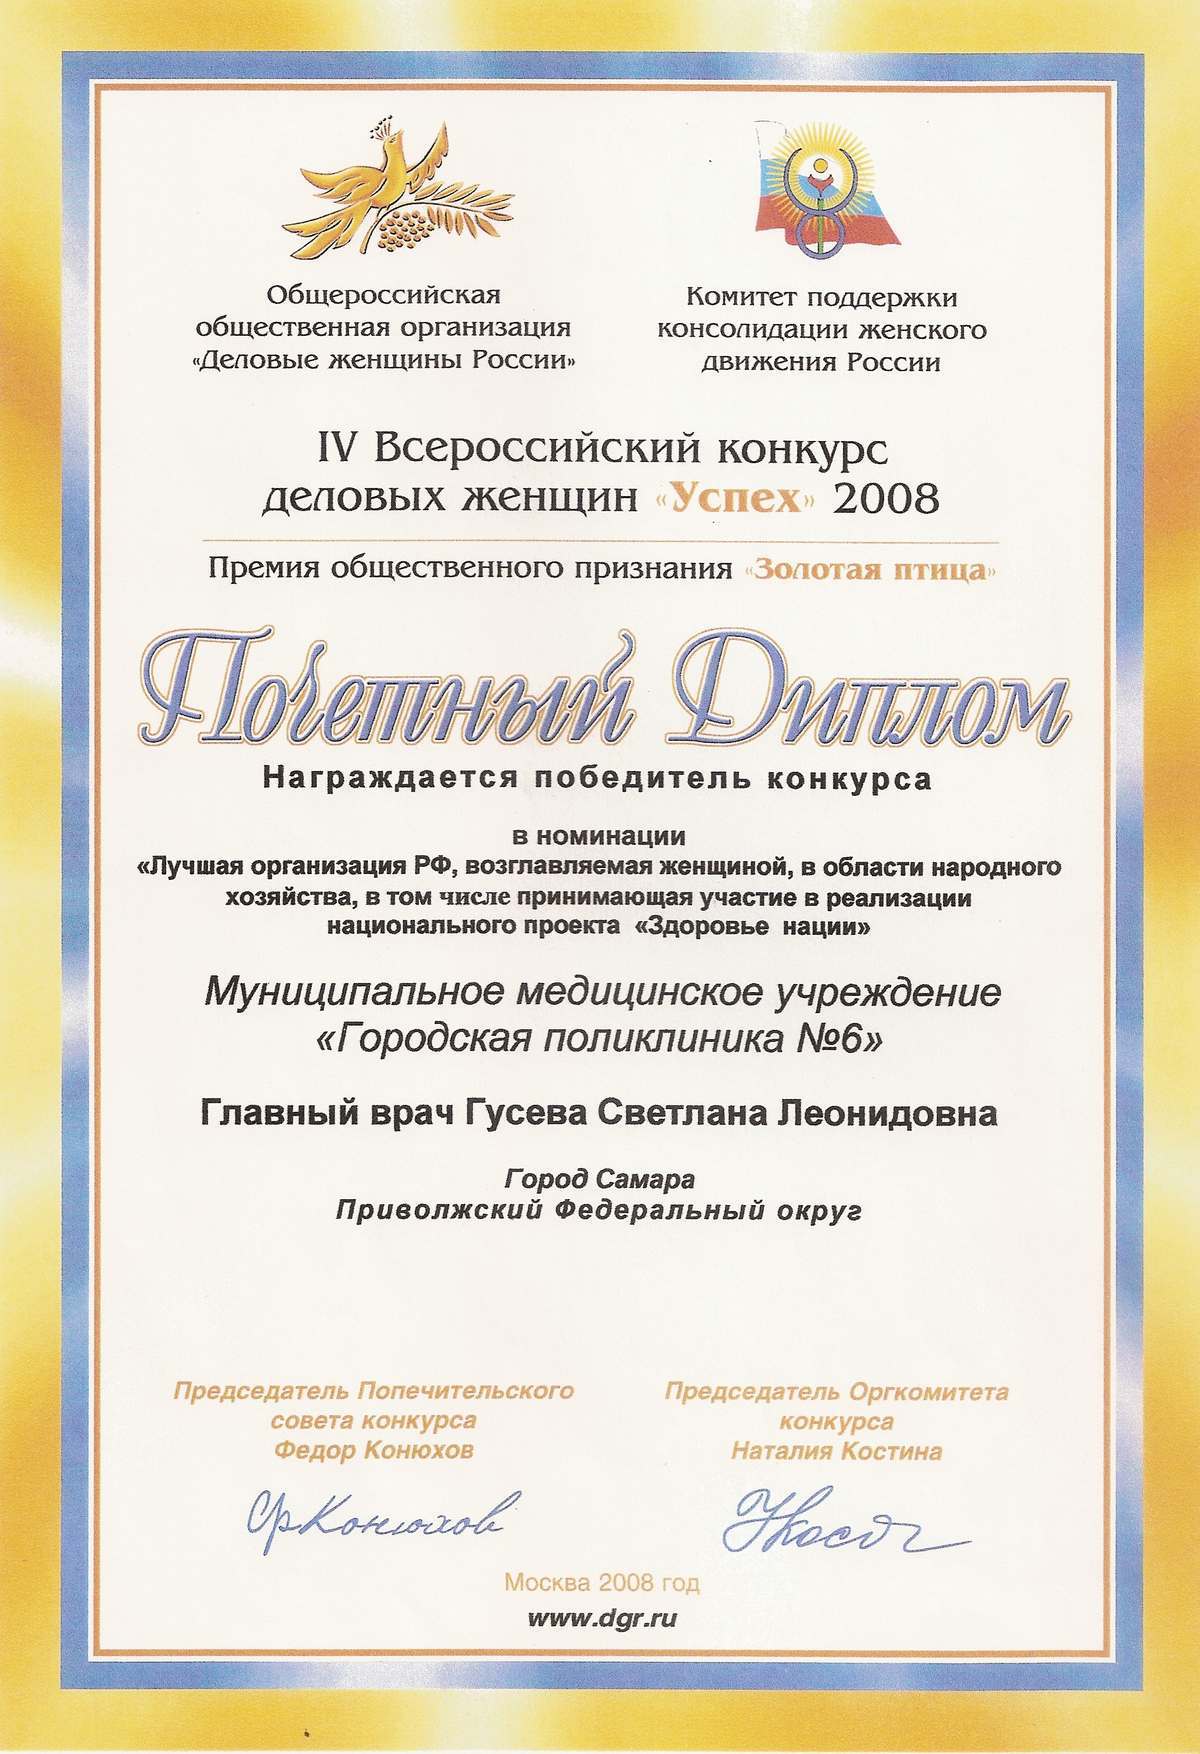 Общероссийская
общественная организация
«Деловые женщины России»
Комитет поддержки
консолидации женского
движения России
IV Всероссийский конкурс
деловых женщин «Успех» 2008
Премия общественного признания «Золотая птица»
Почетный Диплом
Награждается победитель конкурса
в номинации
«Лучшая организация РФ, возглавляемая женщиной, в области народного
хозяйства, в том числе принимающая участие в реализации
национального проекта «Здоровье нации»
Муниципальное медицинское учреждение
«Городская поликлиника №6»
Главный врач Гусева Светлана Леонидовна
Город Самара
Приволжский Федеральный округ
Председатель Попечительского
совета конкурса
Федор Конюхов
Председатель Оргкомитета
конкурса
Наталия Костина
Москва 2008 год
www.dgr.ru